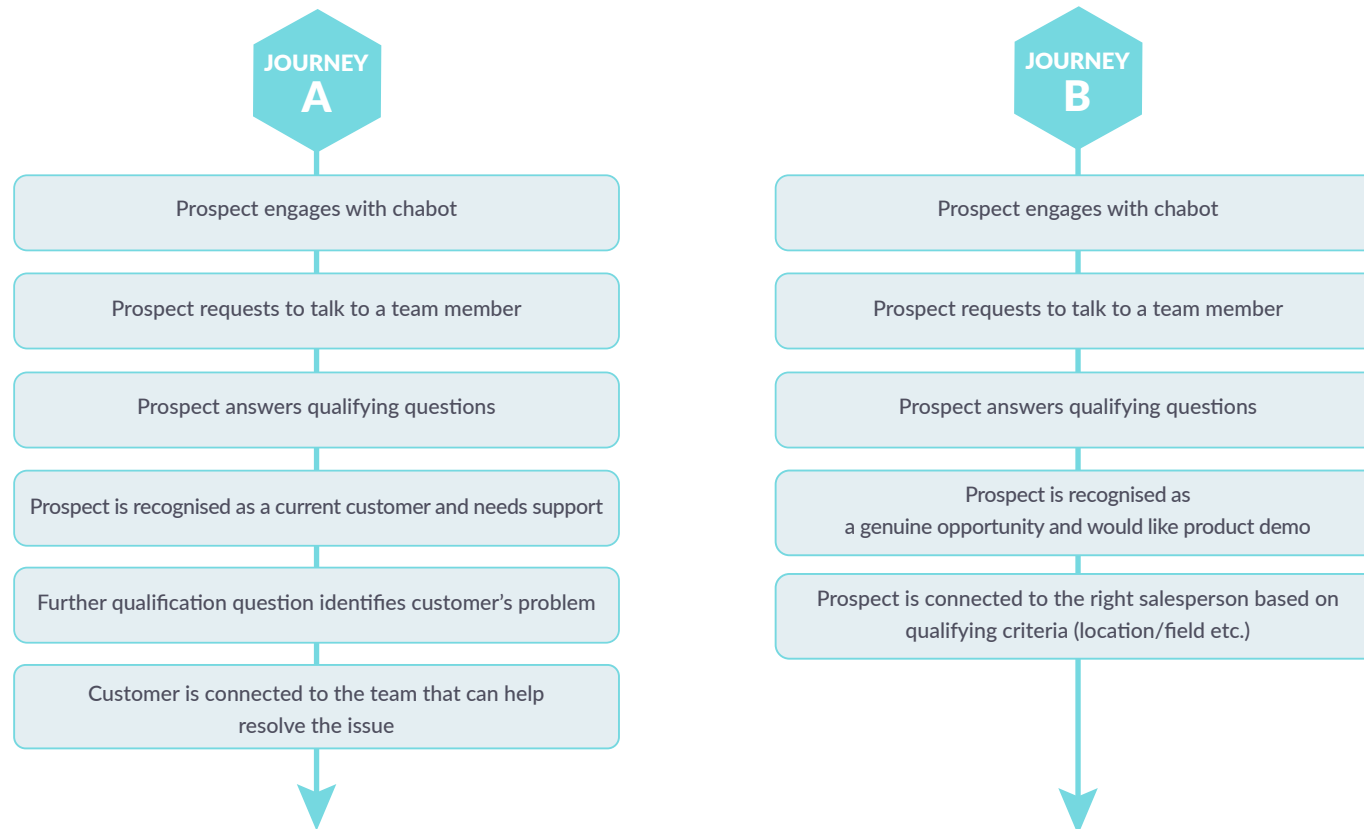 JOURNEY
A
Prospect engages with chabot
Prospect requests to talk to a team member
Prospect answers qualifying questions
Prospect is recognised as a current customer and needs support
Further qualification question identifies customer’s problem
Customer is connected to the team that can help
resolve the issue
JOURNEY
B
Prospect engages with chabot
Prospect requests to talk to a team member
Prospect answers qualifying questions
Prospect is recognised as
a genuine opportunity and would like product demo
Prospect is connected to the right salesperson based on
qualifying criteria (location/field etc.)